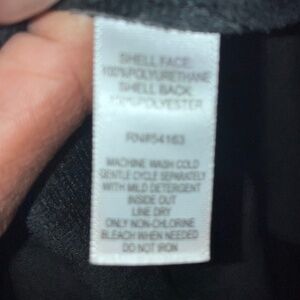 SHELL FACE:
100%POLYURETHANE
SHELL BACK:
100%POLYESTER
RN#54163
MACHINE WASH COLD
GENTLE CYCLE SEPARATELY
WITH MILD DETERGENT
INSIDE OUT
LINE DRY
ONLY NON-CHLORINE
BLEACH WHEN NEEDED
DO NOT IRON